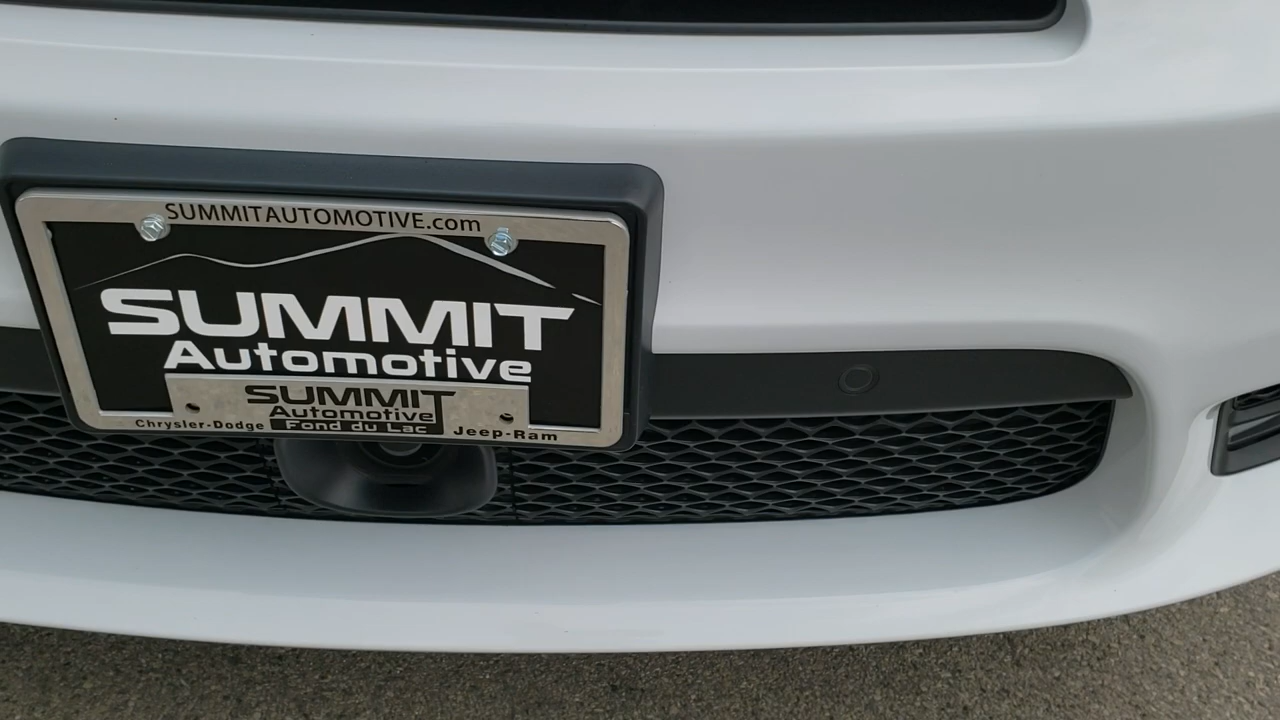 SUMMITAUTOMOTIVE.com
SUMMIT
Automotive
SUMMIT
Automotive
Chrysler-Dodge Fond du Lac Jeep-Ram